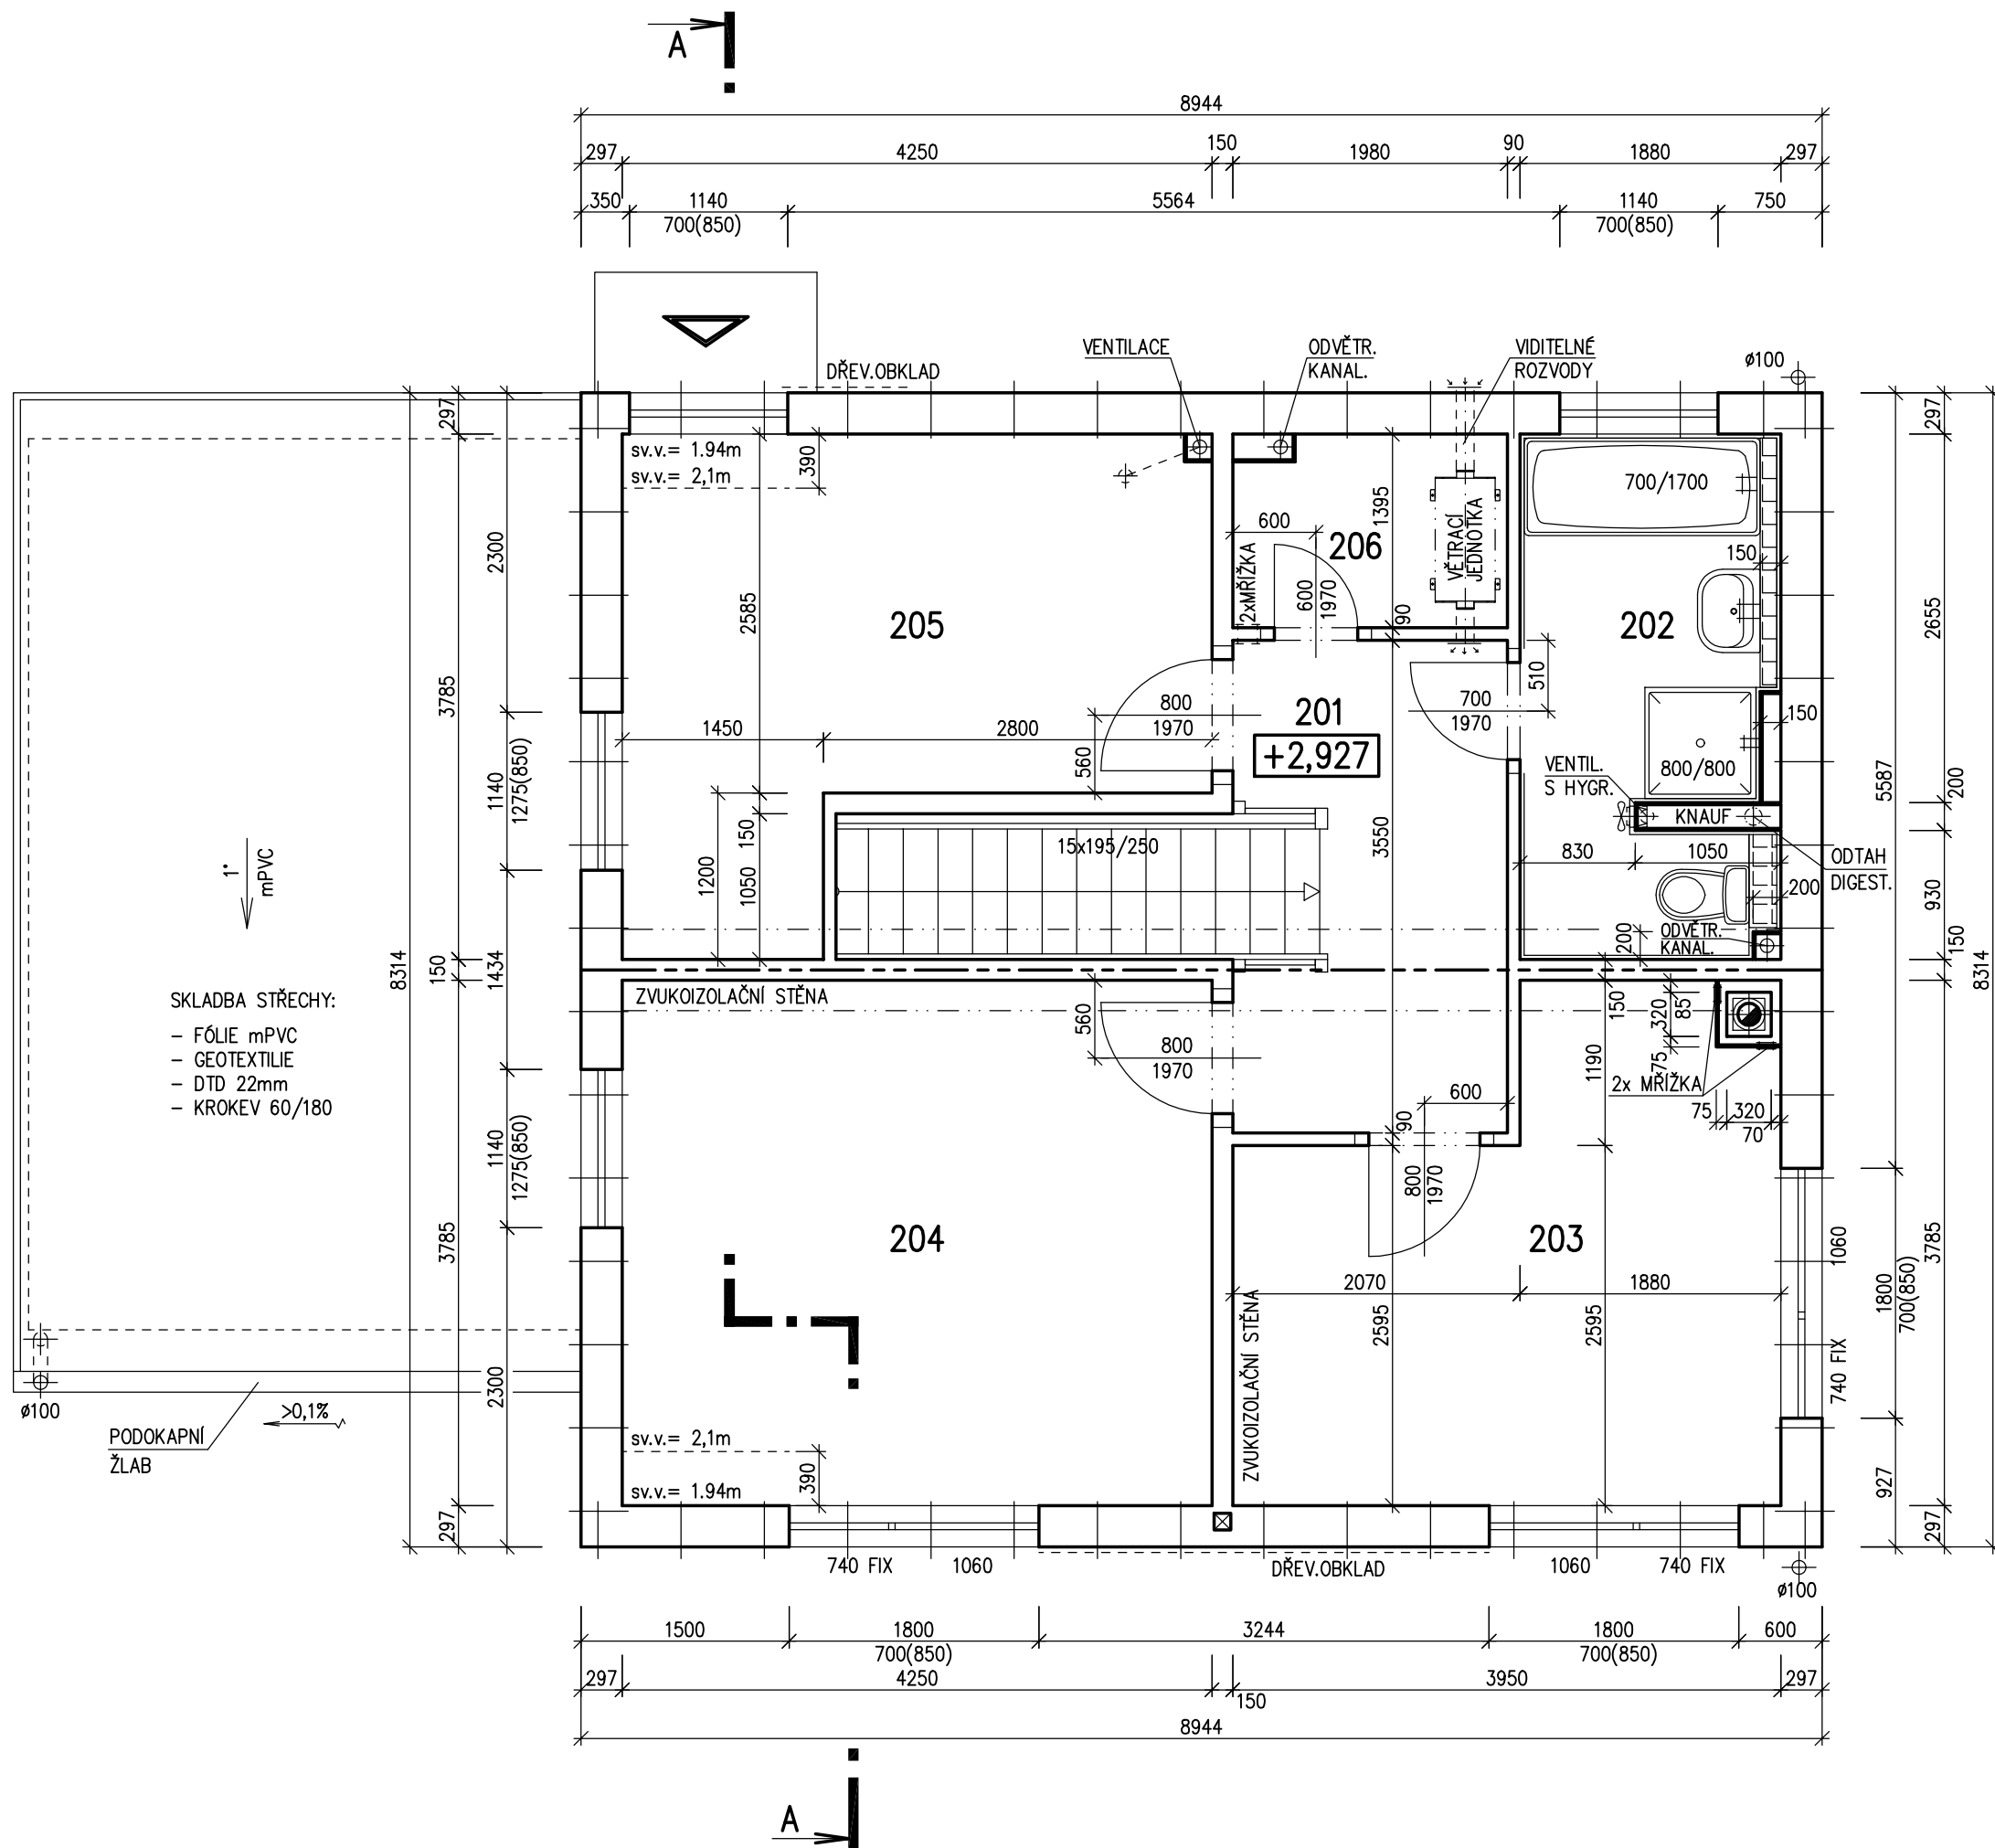 A
8944
297 4250 150 1980 90 1880 297
350 1140 5564 1140 750
700(850) 700(850)
VENTILACE
ODVĚTR.
KANAL.
VIDITELNÉ
ROZVODY
ø100
DŘEV.OBKLAD
sv.v.= 1.94m
sv.v.= 2,1m
390
297
3785
150
3785
297
8314
2300
1140
1275(850)
1434
1140
1275(850)
2300
2585
150
1050
1200
1450
2800
205
800
1970
560
600
2xMŘÍŽKA
206
600
1970
1395
90
VĚTRACÍ
JEDNOTKA
201
+2,927
700
1970
510
3550
202
700/1700
150
150
800/800
VENTIL.
S HYGR.
KNAUF
830
1050
ODTAH
DIGEST.
200
ODVĚTR.
KANAL.
200
15x195/250
1°
mPVC
SKLADBA STŘECHY:
– FÓLIE mPVC
– GEOTEXTILIE
– DTD 22mm
– KROKEV 60/180
ZVUKOIZOLAČNÍ STĚNA
560
800
1970
204
150
320
85
75
1190
2x MŘÍŽKA
75 320
70
600
90
800
1970
203
2070
1880
2595
2595
ZVUKOIZOLAČNÍ STĚNA
297
2655
200
930
150
3785
297
5587
1800
700(850)
927
8314
1060
740 FIX
ø100
>0,1%
PODOKAPNÍ
ŽLAB
sv.v.= 2,1m
sv.v.= 1.94m
390
740 FIX 1060
DŘEV.OBKLAD
1060 740 FIX
ø100
1500 1800 3244 1800 600
700(850) 700(850)
297 4250 150 3950 297
8944
A